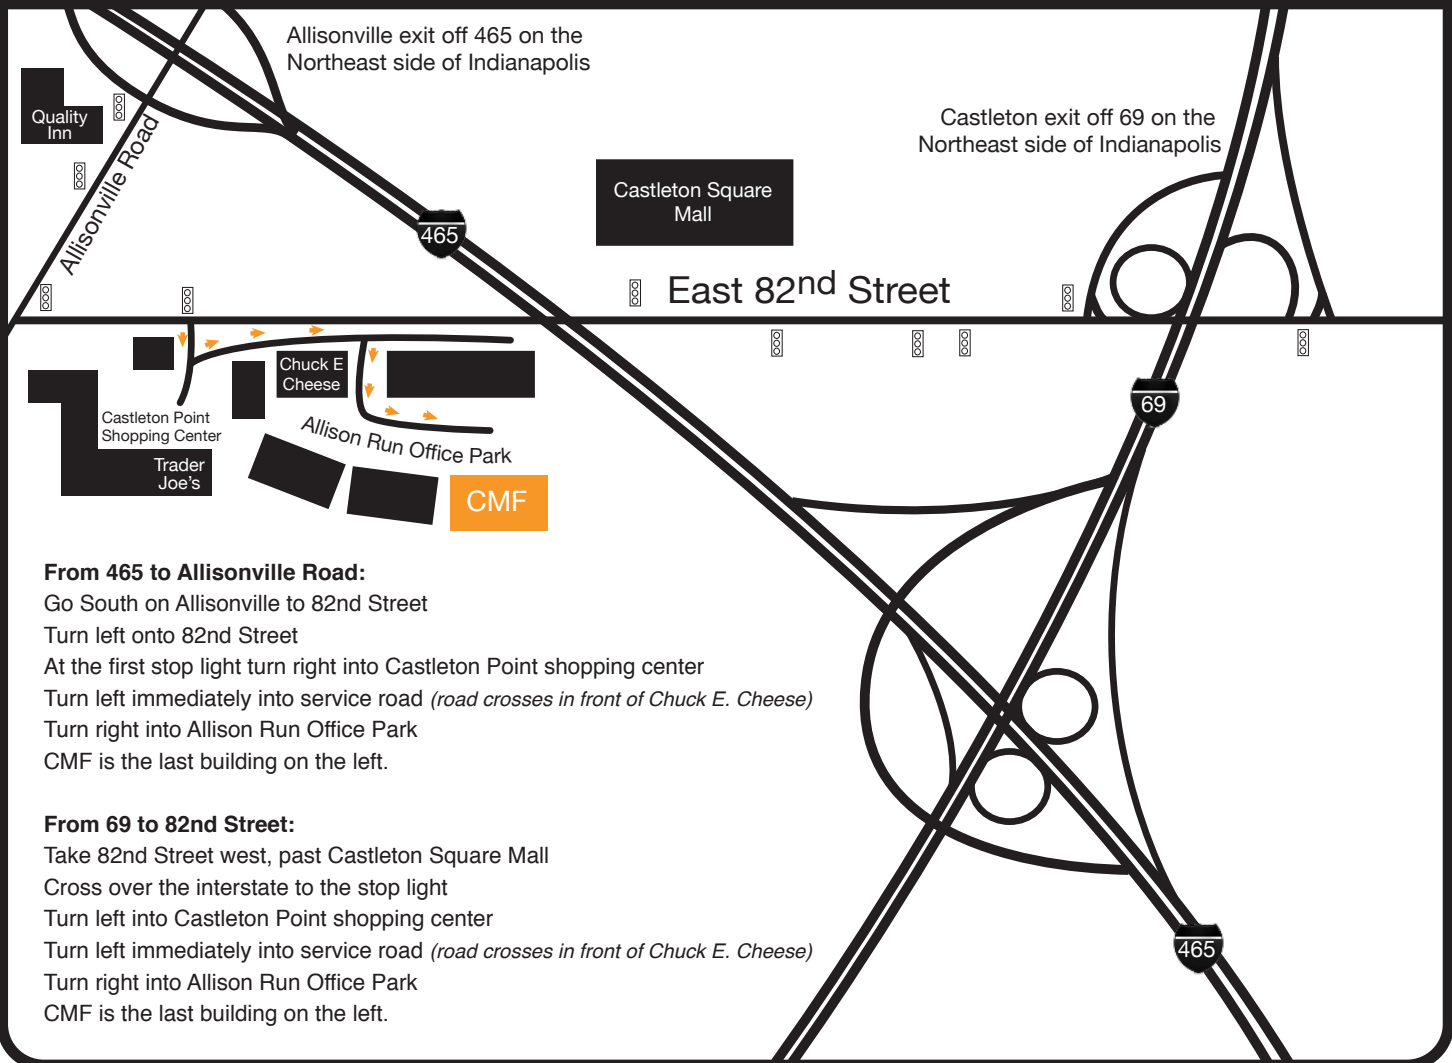 Allisonville exit off 465 on the
Northeast side of Indianapolis
Castleton exit off 69 on the
Northeast side of Indianapolis
Quality
Inn
Allisonville Road
Castleton Square
Mall
465
East 82nd Street
Chuck E
Cheese
69
Castleton Point
Shopping Center
Allison Run Office Park
Trader
Joe's
CMF
From 465 to Allisonville Road:
Go South on Allisonville to 82nd Street
Turn left onto 82nd Street
At the first stop light turn right into Castleton Point shopping center
Turn left immediately into service road (road crosses in front of Chuck E. Cheese)
Turn right into Allison Run Office Park
CMF is the last building on the left.
From 69 to 82nd Street:
Take 82nd Street west, past Castleton Square Mall
Cross over the interstate to the stop light
Turn left into Castleton Point shopping center
Turn left immediately into service road (road crosses in front of Chuck E. Cheese)
Turn right into Allison Run Office Park
CMF is the last building on the left.
465